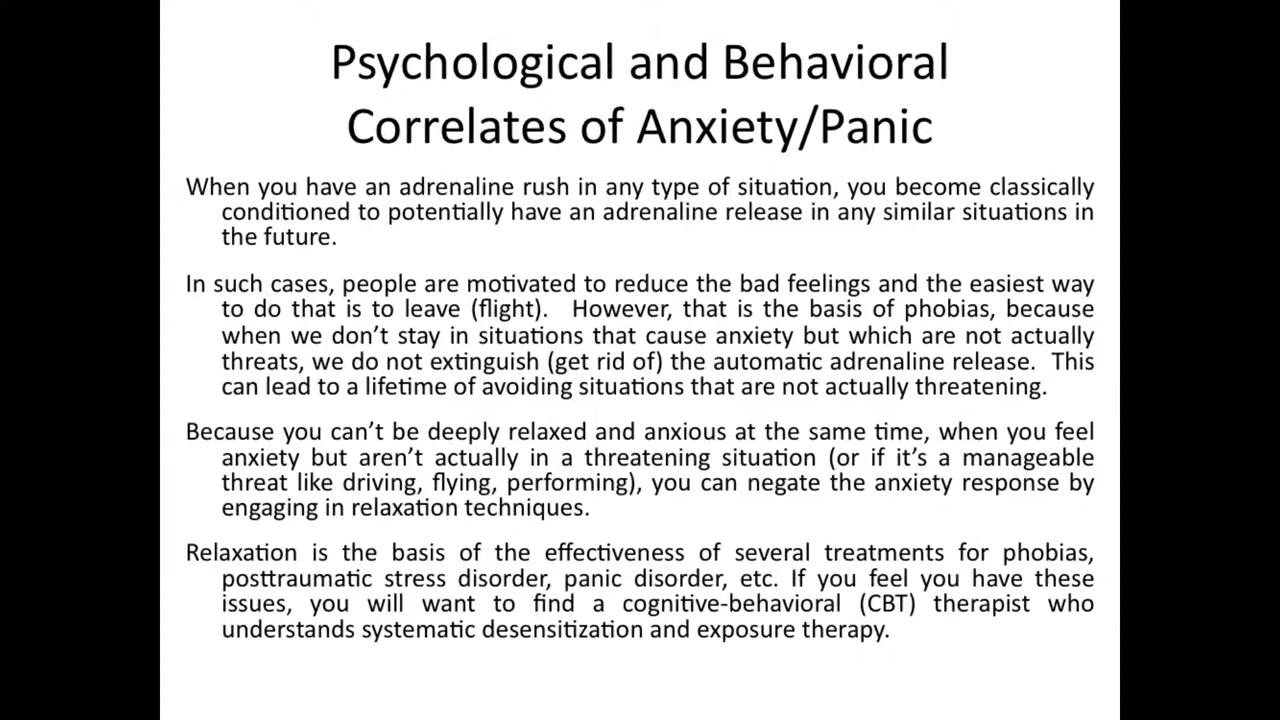 Psychological and Behavioral
Correlates of Anxiety/Panic
When you have an adrenaline rush in any type of situation, you become classically
conditioned to potentially have an adrenaline release in any similar situations in
the future.
In such cases, people are motivated to reduce the bad feelings and the easiest way
to do that is to leave (flight).  However, that is the basis of phobias, because
when we don’t stay in situations that cause anxiety but which are not actually
threats, we do not extinguish (get rid of) the automatic adrenaline release.  This
can lead to a lifetime of avoiding situations that are not actually threatening.
Because you can’t be deeply relaxed and anxious at the same time, when you feel
anxiety but aren’t actually in a threatening situation (or if it’s a manageable
threat like driving, flying, performing), you can negate the anxiety response by
engaging in relaxation techniques.
Relaxation is the basis of the effectiveness of several treatments for phobias,
posttraumatic stress disorder, panic disorder, etc. If you feel you have these
issues, you will want to find a cognitive-behavioral (CBT) therapist who
understands systematic desensitization and exposure therapy.